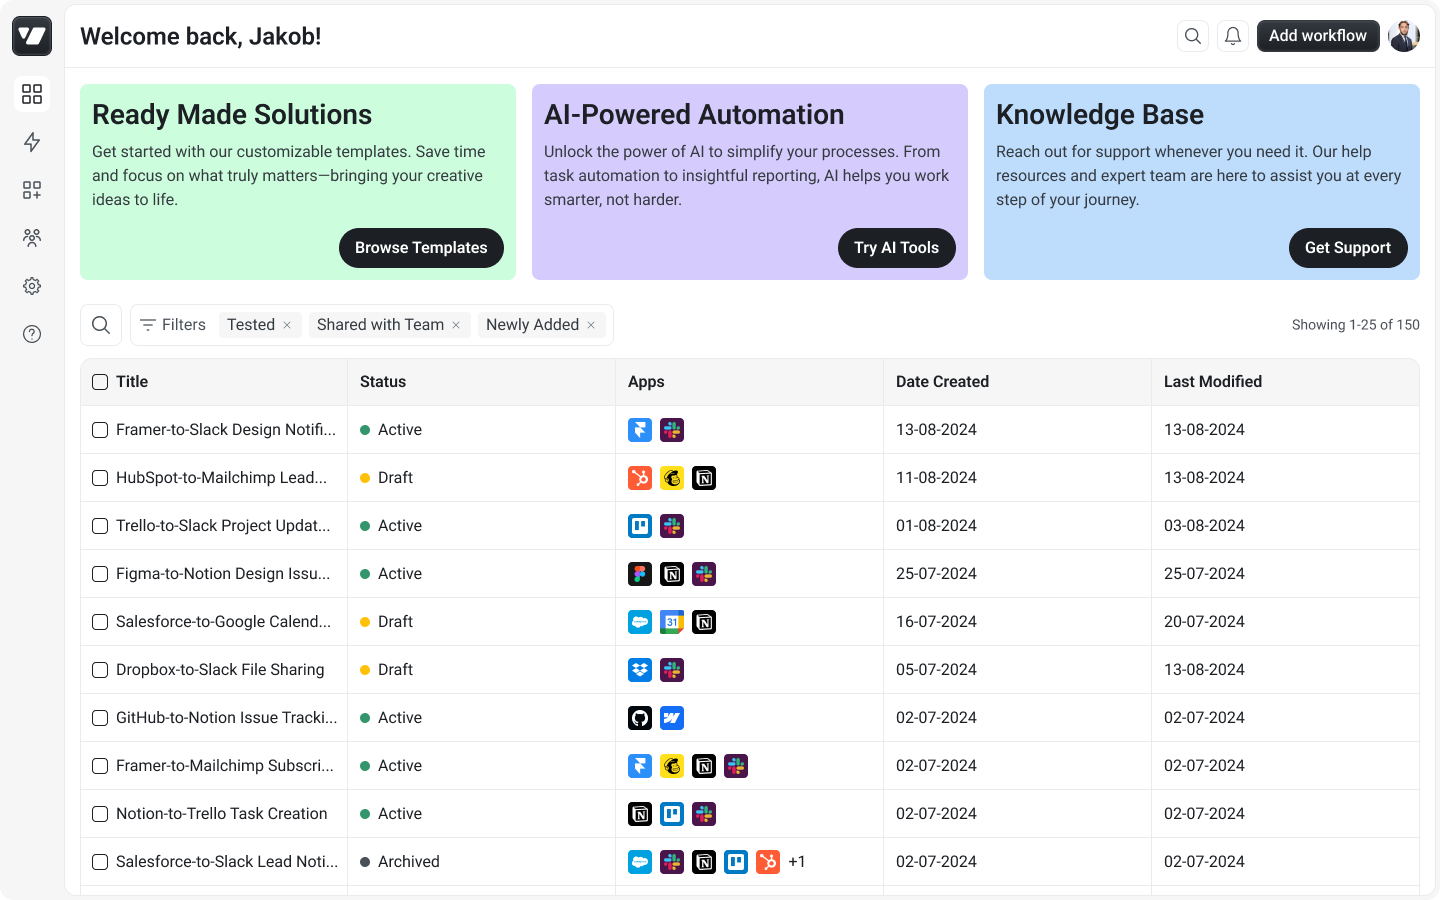 Welcome back, Jakob!
Add workflow
Ready Made Solutions
Get started with our customizable templates. Save time
and focus on what truly matters—bringing your creative
ideas to life.
Browse Templates
AI-Powered Automation
Unlock the power of AI to simplify your processes. From
task automation to insightful reporting, AI helps you work
smarter, not harder.
Try AI Tools
Knowledge Base
Reach out for support whenever you need it. Our help
resources and expert team are here to assist you at every
step of your journey.
Get Support
Filters Tested Shared with Team Newly Added
Showing 1-25 of 150
Title Status Apps Date Created Last Modified
Framer-to-Slack Design Notifi... Active 13-08-2024 13-08-2024
HubSpot-to-Mailchimp Lead... Draft 11-08-2024 13-08-2024
Trello-to-Slack Project Updat... Active 01-08-2024 03-08-2024
Figma-to-Notion Design Issu... Active 25-07-2024 25-07-2024
Salesforce-to-Google Calend... Draft 31 16-07-2024 20-07-2024
Dropbox-to-Slack File Sharing Draft 05-07-2024 13-08-2024
GitHub-to-Notion Issue Tracki... Active 02-07-2024 02-07-2024
Framer-to-Mailchimp Subscri... Active 02-07-2024 02-07-2024
Notion-to-Trello Task Creation Active 02-07-2024 02-07-2024
Salesforce-to-Slack Lead Noti... Archived +1 02-07-2024 02-07-2024